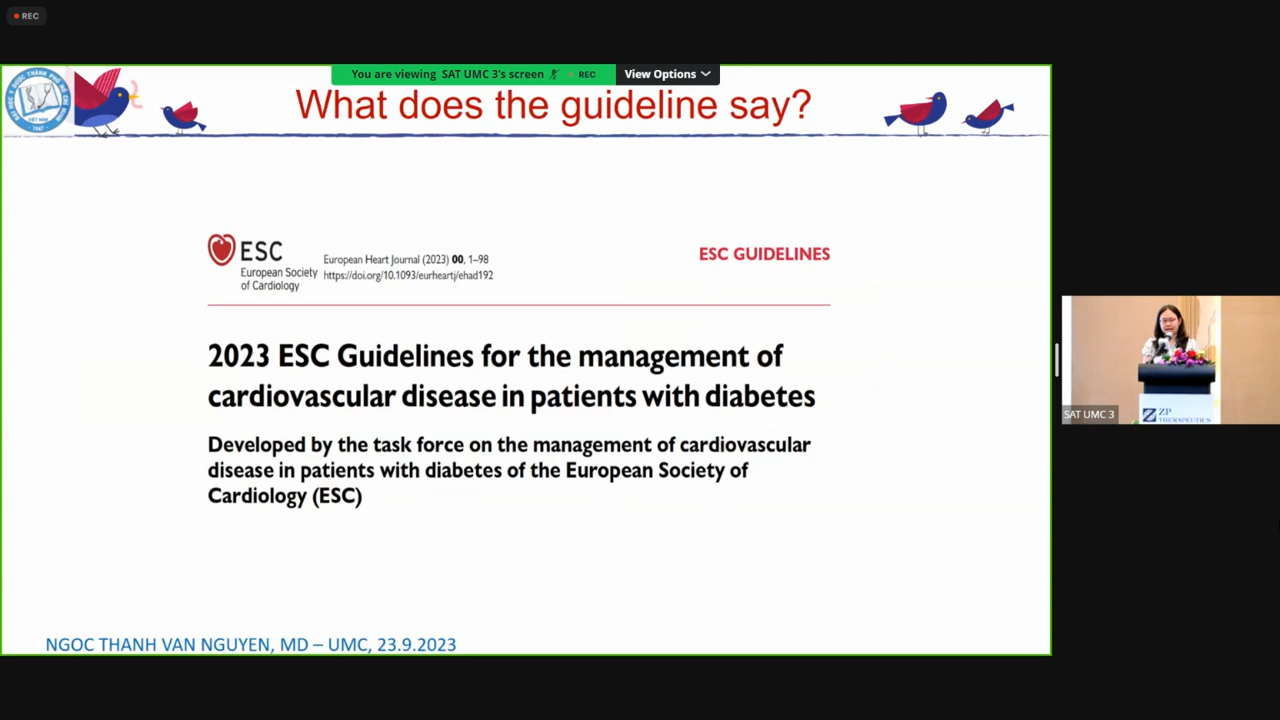 REC
You are viewing SAT UMC 3's screen
REC
View Options
What does the guideline say?
ESC
European Society
of Cardiology
European Heart Journal (2023) 00, 1–98
https://doi.org/10.1093/eurheartj/ehad192
ESC GUIDELINES
2023 ESC Guidelines for the management of
cardiovascular disease in patients with diabetes
Developed by the task force on the management of cardiovascular
disease in patients with diabetes of the European Society of
Cardiology (ESC)
NGOC THANH VAN NGUYEN, MD – UMC, 23.9.2023
SAT UMC 3
ZP
THERAPEUTICS